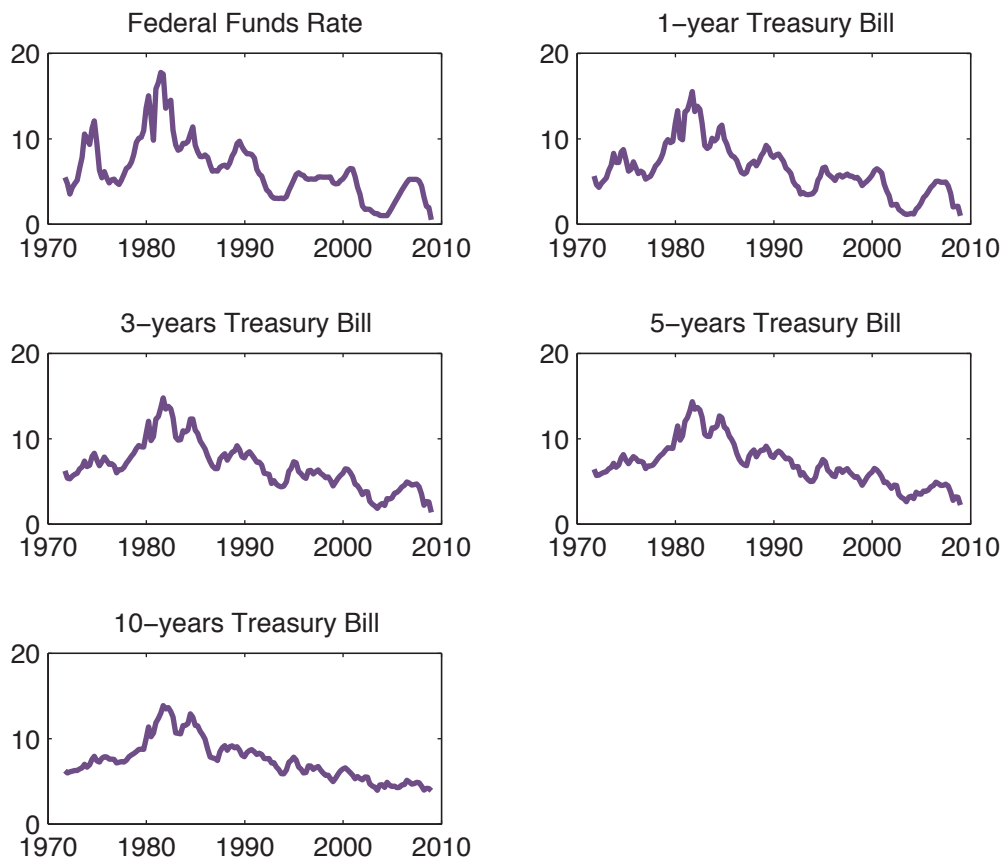 Federal Funds Rate
20
10
0
1970 1980 1990 2000 2010
1−year Treasury Bill
20
10
0
1970 1980 1990 2000 2010
3−years Treasury Bill
20
10
0
1970 1980 1990 2000 2010
5−years Treasury Bill
20
10
0
1970 1980 1990 2000 2010
10−years Treasury Bill
20
10
0
1970 1980 1990 2000 2010